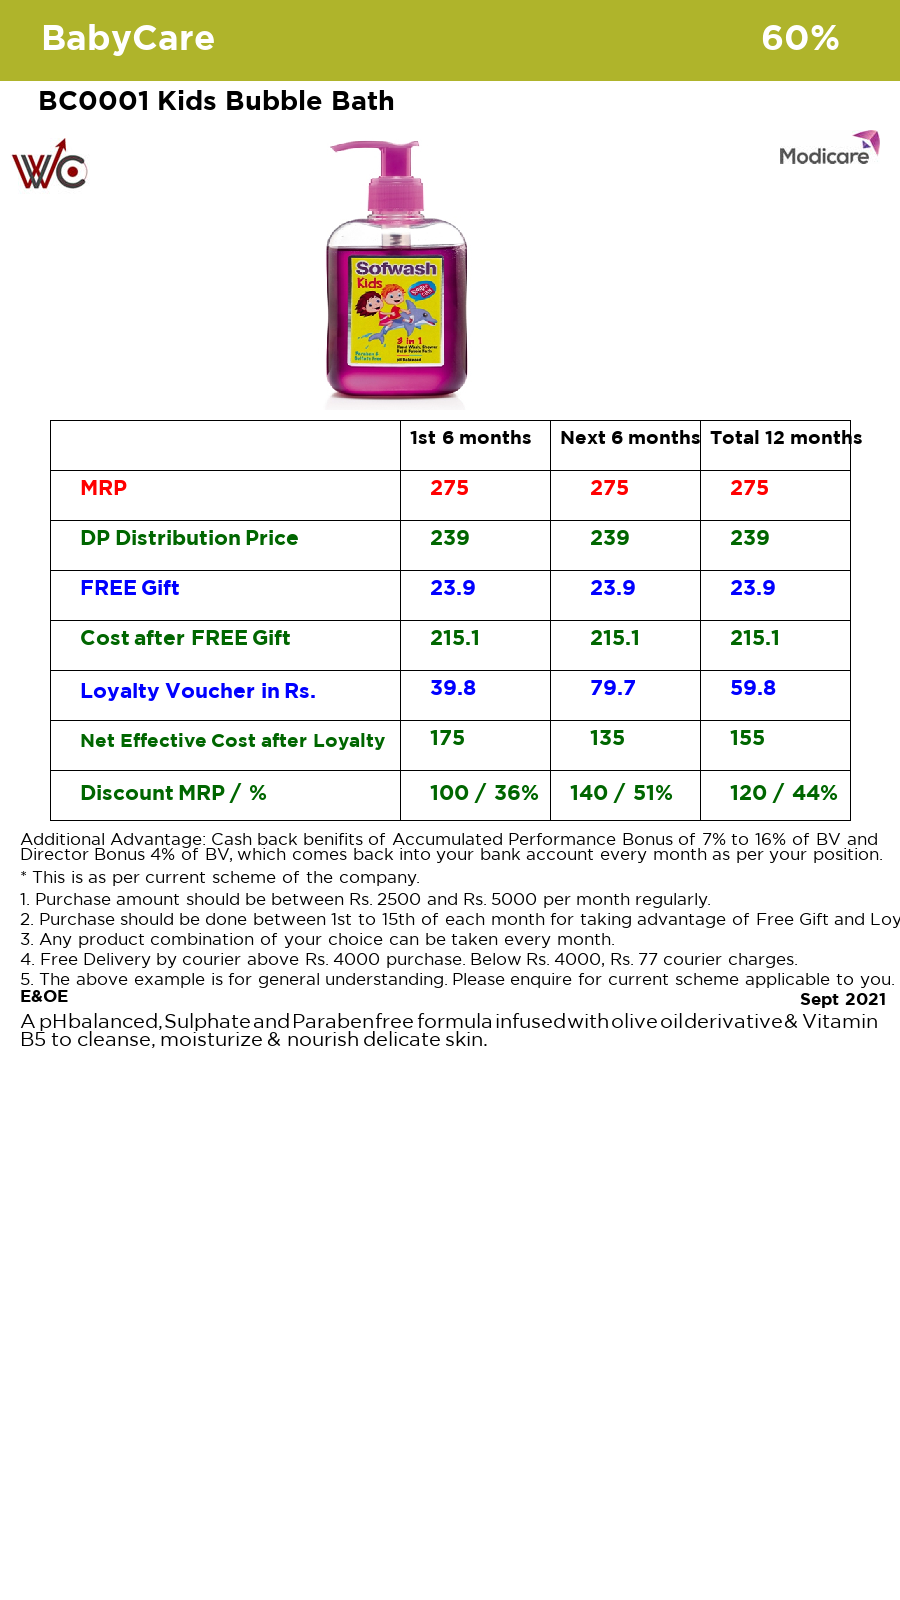 BabyCare 60%
BC0001 Kids Bubble Bath
WC
Modicare
Sofwash
Kids
3 in 1
1st 6 months Next 6 months Total 12 months
MRP 275 275 275
DP Distribution Price 239 239 239
FREE Gift 23.9 23.9 23.9
Cost after FREE Gift 215.1 215.1 215.1
Loyalty Voucher in Rs. 39.8 79.7 59.8
Net Effective Cost after Loyalty 175 135 155
Discount MRP / % 100 / 36% 140 / 51% 120 / 44%
Additional Advantage: Cash back benifits of Accumulated Performance Bonus of 7% to 16% of BV and
Director Bonus 4% of BV, which comes back into your bank account every month as per your position.
* This is as per current scheme of the company.
1. Purchase amount should be between Rs. 2500 and Rs. 5000 per month regularly.
2. Purchase should be done between 1st to 15th of each month for taking advantage of Free Gift and Loy
3. Any product combination of your choice can be taken every month.
4. Free Delivery by courier above Rs. 4000 purchase. Below Rs. 4000, Rs. 77 courier charges.
5. The above example is for general understanding. Please enquire for current scheme applicable to you.
E&OE
Sept 2021
A pH balanced, Sulphate and Paraben free formula infused with olive oil derivative & Vitamin
B5 to cleanse, moisturize & nourish delicate skin.